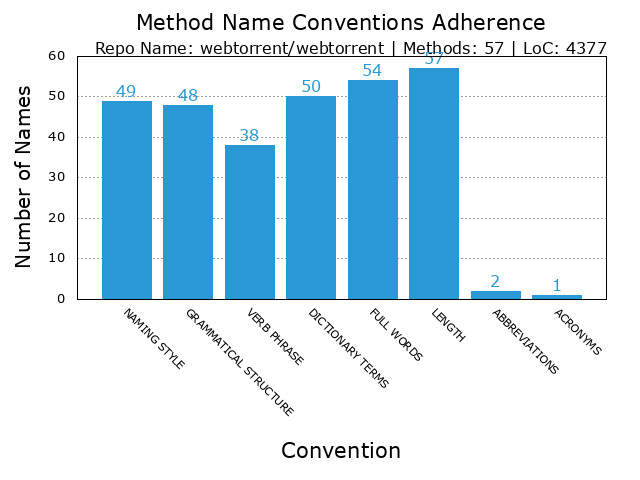 Method Name Conventions Adherence
Repo Name: webtorrent/webtorrent | Methods: 57 | LoC: 4377
60
50
40
30
20
10
0
Number of Names
49
48
38
50
54
57
2
1
NAMING STYLE
GRAMMATICAL STRUCTURE
VERB PHRASE
DICTIONARY TERMS
FULL WORDS
LENGTH
ABBREVIATIONS
ACRONYMS
Convention